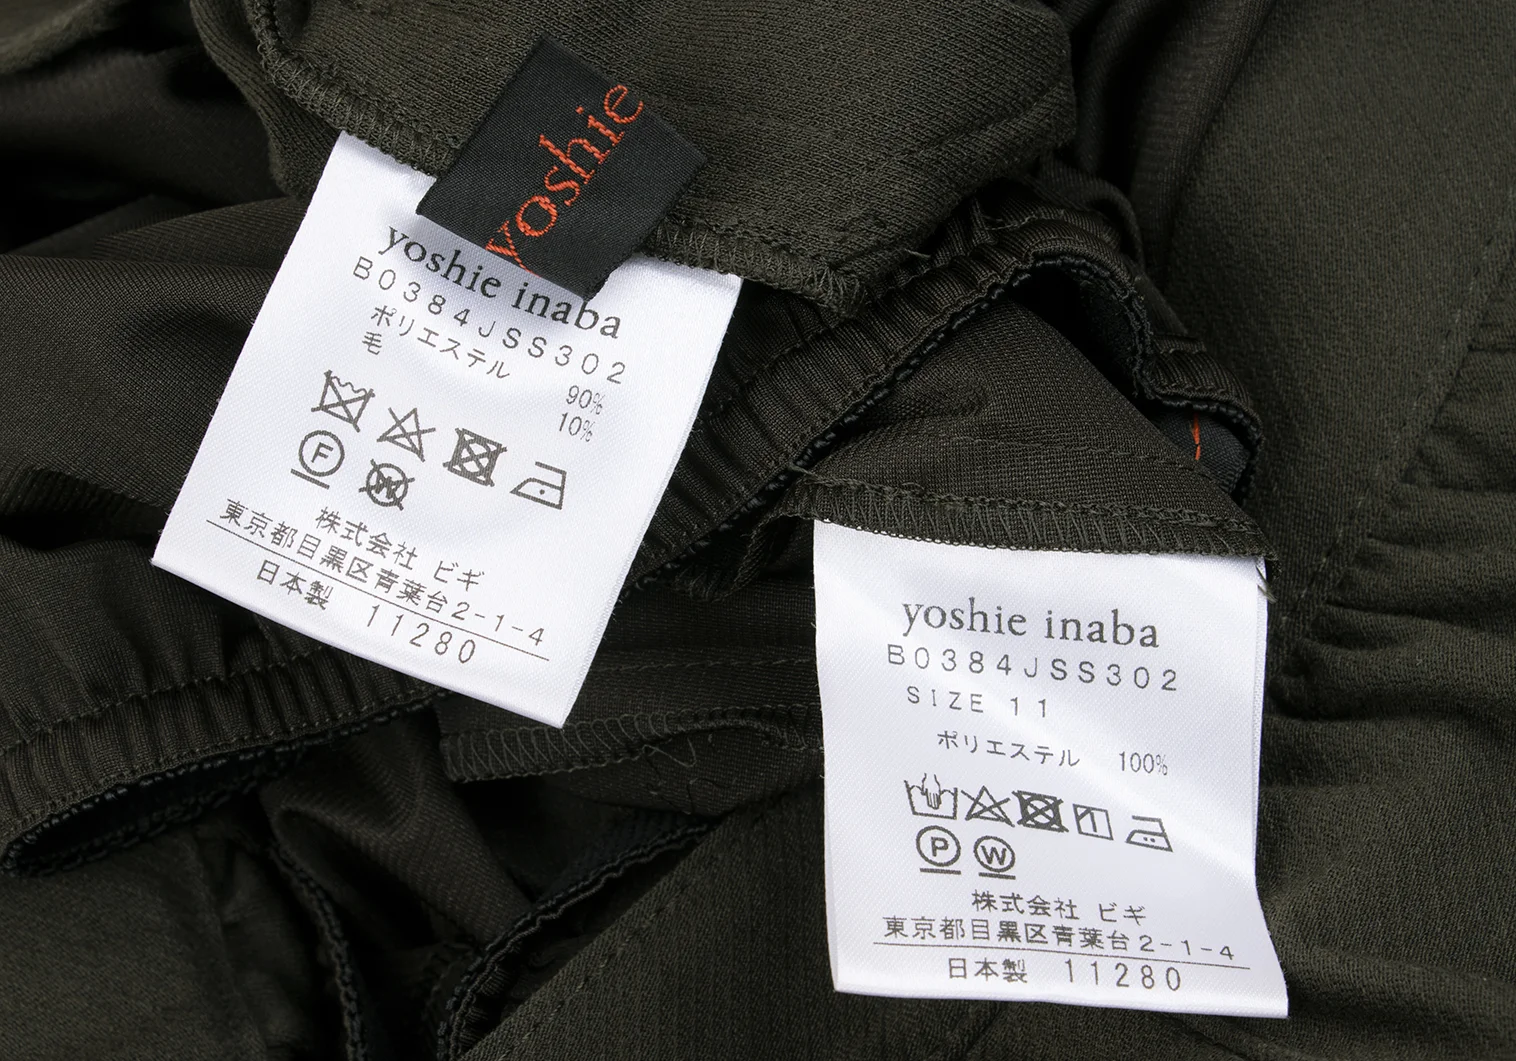 yoshie
yoshie inaba
B0384JSS302
ポリエステル 90%
毛 10%
F
W
株式会社 ビギ
東京都目黒区青葉台2-1-4
日本製 11280
yoshie inaba
B0384JSS302
SIZE 11
ポリエステル 100%
P W
株式会社 ビギ
東京都目黒区青葉台2-1-4
日本製 11280